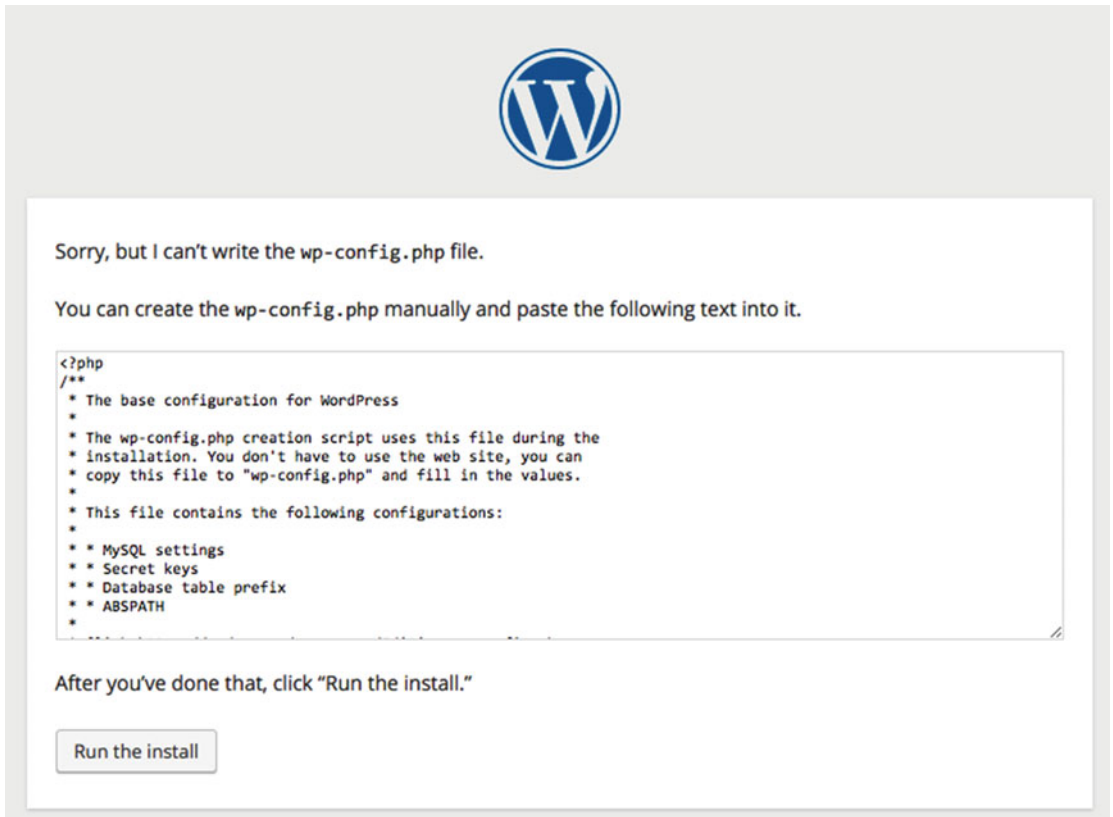 Sorry, but I can’t write the wp-config.php file.
You can create the wp-config.php manually and paste the following text into it.
<?php
/**
* The base configuration for WordPress
*
* The wp-config.php creation script uses this file during the
* installation. You don't have to use the web site, you can
* copy this file to "wp-config.php" and fill in the values.
*
* This file contains the following configurations:
*
* * MySQL settings
* * Secret keys
* * Database table prefix
* * ABSPATH
*
After you’ve done that, click “Run the install.”
Run the install